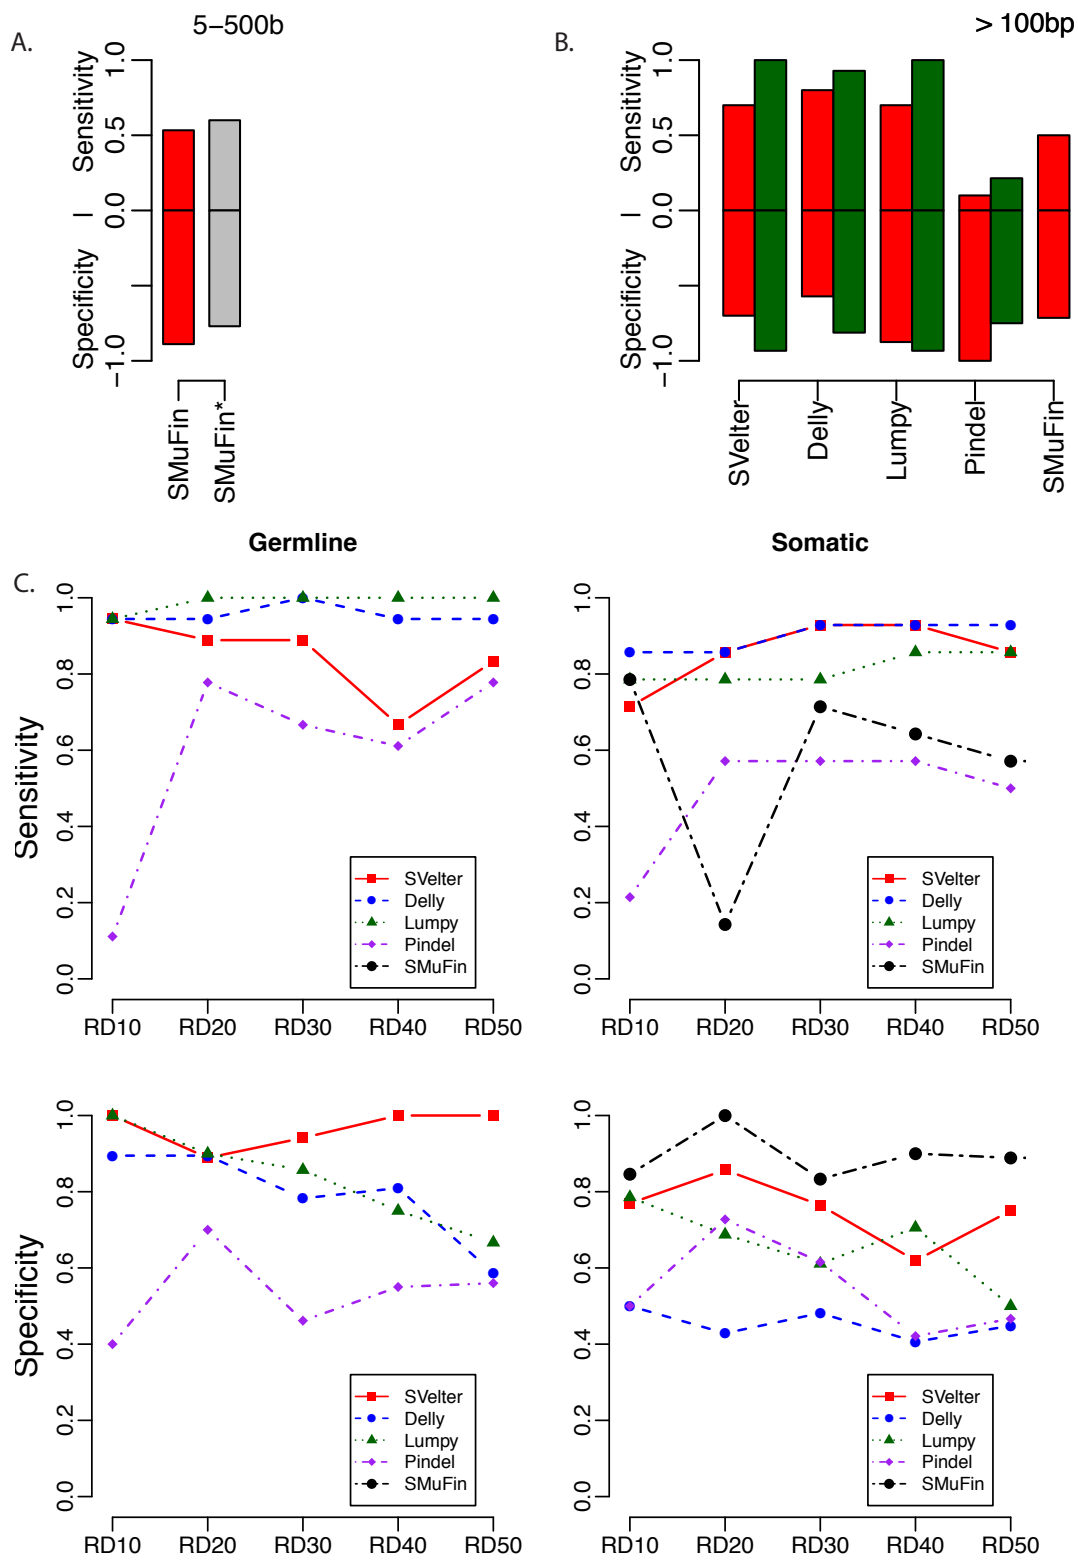 A.
5−500b
Specificity | Sensitivity
−1.0 0.0 0.5 1.0
SMuFin
SMuFin*
B.
> 100bp
Specificity | Sensitivity
−1.0 0.0 0.5 1.0
SVelter
Delly
Lumpy
Pindel
SMuFin
C.
Germline
Sensitivity
0.0 0.2 0.4 0.6 0.8 1.0
SVelter
Delly
Lumpy
Pindel
SMuFin
RD10 RD20 RD30 RD40 RD50
Somatic
0.0 0.2 0.4 0.6 0.8 1.0
SVelter
Delly
Lumpy
Pindel
SMuFin
RD10 RD20 RD30 RD40 RD50
Specificity
0.0 0.2 0.4 0.6 0.8 1.0
SVelter
Delly
Lumpy
Pindel
SMuFin
RD10 RD20 RD30 RD40 RD50
0.0 0.2 0.4 0.6 0.8 1.0
SVelter
Delly
Lumpy
Pindel
SMuFin
RD10 RD20 RD30 RD40 RD50